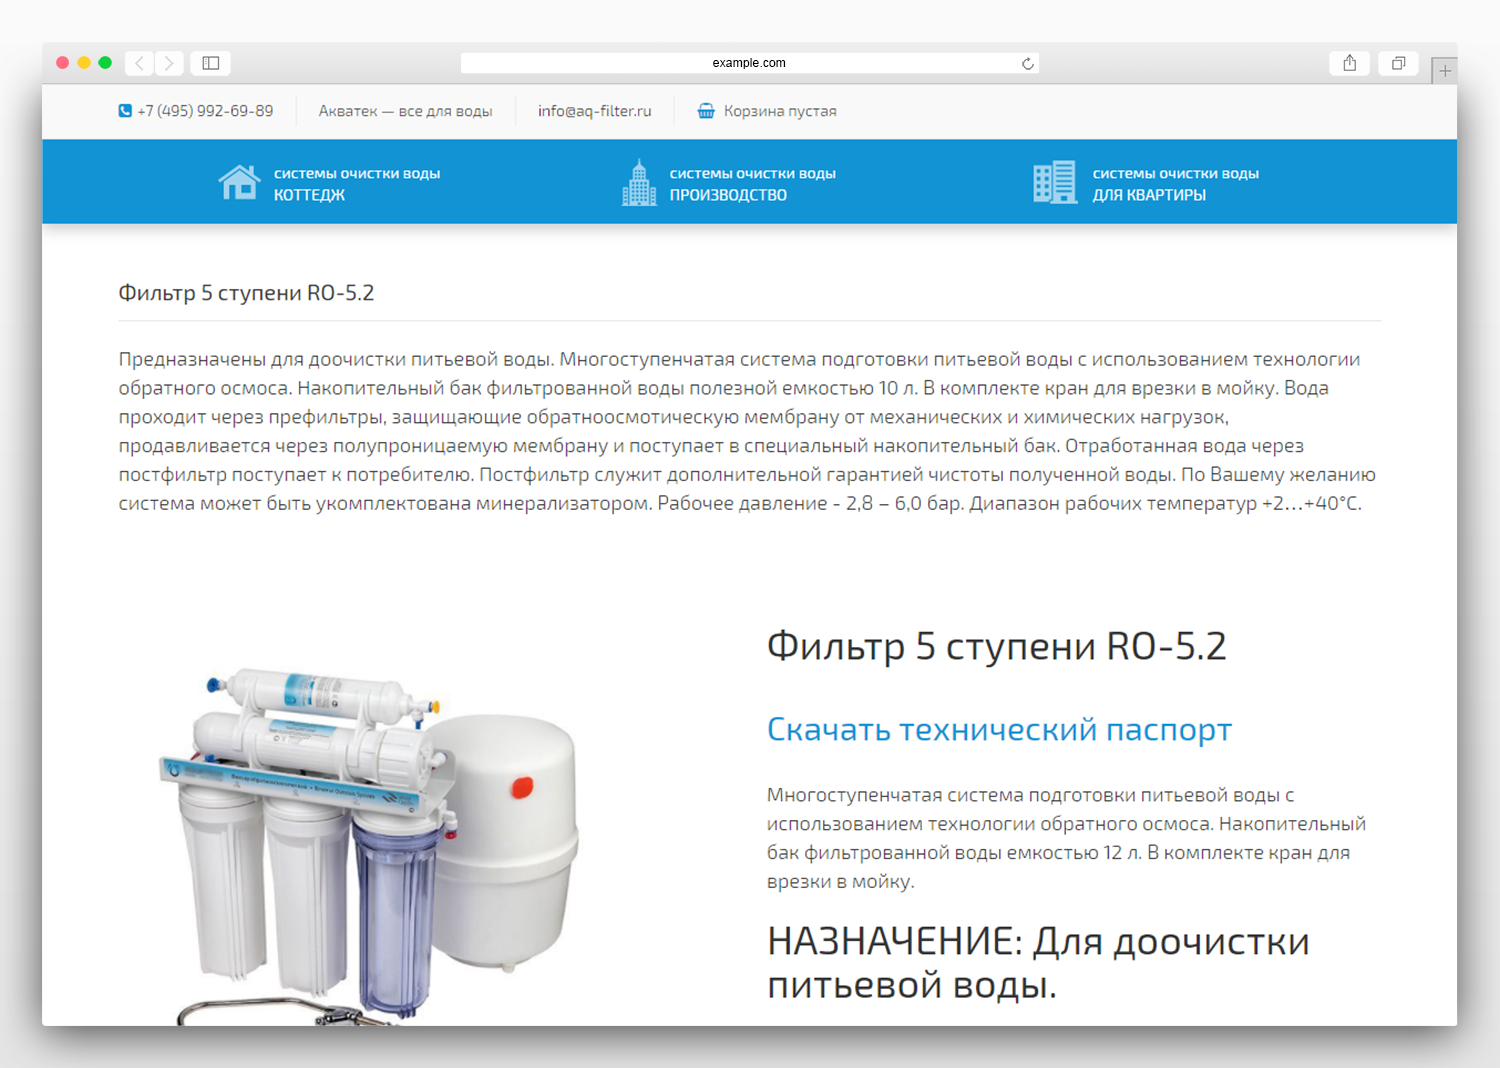 example.com
+7 (495) 992-69-89
Акватек — все для воды
info@aq-filter.ru
Корзина пустая
системы очистки воды
КОТТЕДЖ
системы очистки воды
ПРОИЗВОДСТВО
системы очистки воды
ДЛЯ КВАРТИРЫ
Фильтр 5 ступени RO-5.2
Предназначены для доочистки питьевой воды. Многоступенчатая система подготовки питьевой воды с использованием технологии
обратного осмоса. Накопительный бак фильтрованной воды полезной емкостью 10 л. В комплекте кран для врезки в мойку. Вода
проходит через префильтры, защищающие обратноосмотическую мембрану от механических и химических нагрузок,
продавливается через полупроницаемую мембрану и поступает в специальный накопительный бак. Отработанная вода через
постфильтр поступает к потребителю. Постфильтр служит дополнительной гарантией чистоты полученной воды. По Вашему желанию
система может быть укомплектована минерализатором. Рабочее давление - 2,8 – 6,0 бар. Диапазон рабочих температур +2...+40°С.
Фильтр 5 ступени RO-5.2
Скачать технический паспорт
Многоступенчатая система подготовки питьевой воды с
использованием технологии обратного осмоса. Накопительный
бак фильтрованной воды емкостью 12 л. В комплекте кран для
врезки в мойку.
НАЗНАЧЕНИЕ: Для доочистки
питьевой воды.